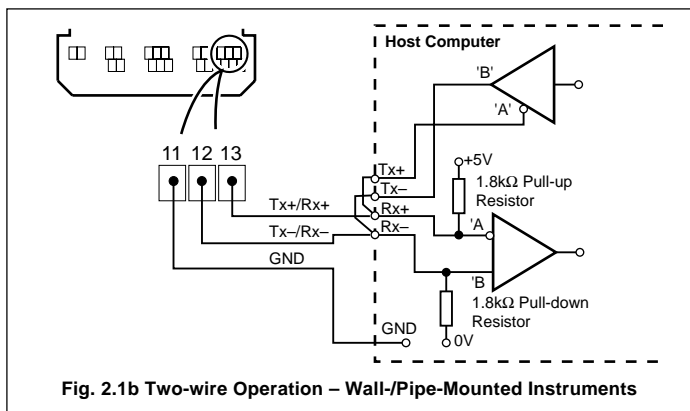 Host Computer
'B'
'A'
11 12 13
Tx+
Tx–
Rx+
Rx–
+5V
1.8kΩ Pull-up
Resistor
Tx+/Rx+
Tx–/Rx–
GND
'A
'B
1.8kΩ Pull-down
Resistor
GND
0V
Fig. 2.1b Two-wire Operation – Wall-/Pipe-Mounted Instruments